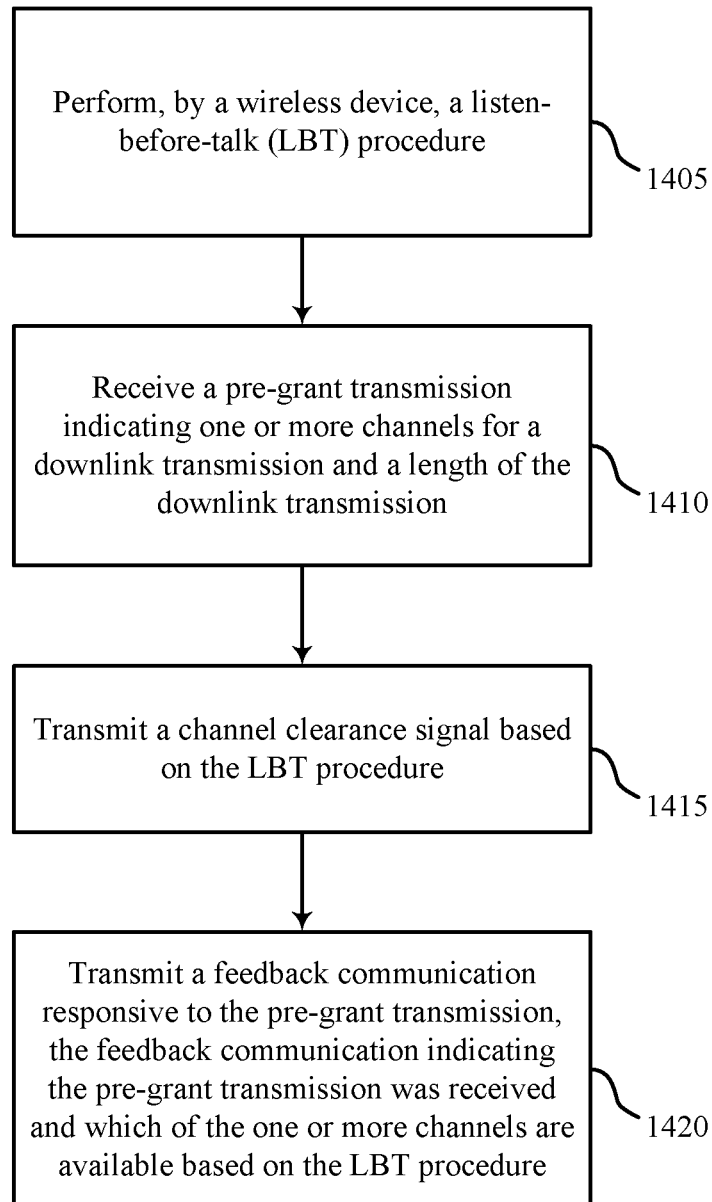 Perform, by a wireless device, a listen-
before-talk (LBT) procedure
1405
Receive a pre-grant transmission
indicating one or more channels for a
downlink transmission and a length of the
downlink transmission
1410
Transmit a channel clearance signal based
on the LBT procedure
1415
Transmit a feedback communication
responsive to the pre-grant transmission,
the feedback communication indicating
the pre-grant transmission was received
and which of the one or more channels are
available based on the LBT procedure
1420